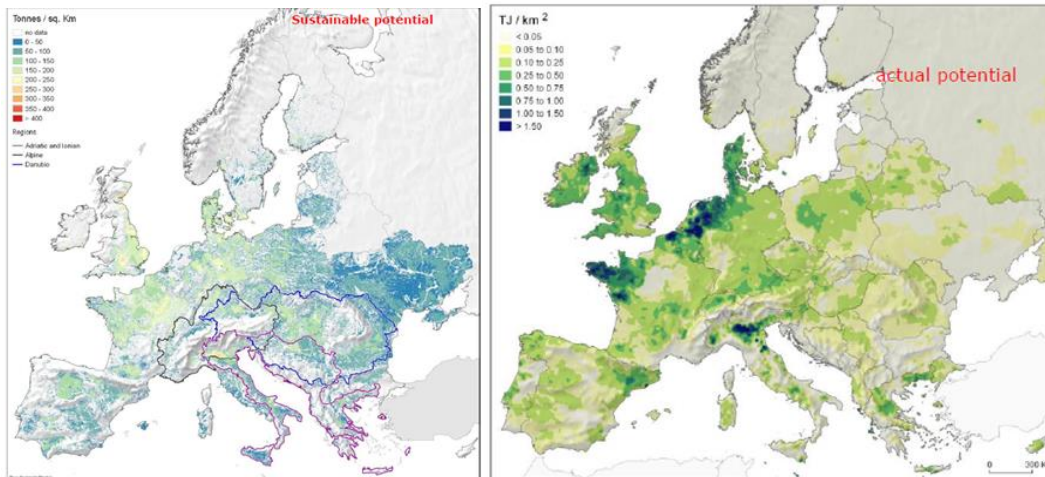 Sustainable potential
Tonnes / sq. Km
no data
0 - 50
50 - 100
100 - 150
150 - 200
200 - 250
250 - 300
300 - 350
350 - 400
> 400
Regions
Adriatic and Ionian
Alpine
Danubio
TJ / km 2
< 0.05
0.05 to 0.10
0.10 to 0.25
0.25 to 0.50
0.50 to 0.75
0.75 to 1.00
1.00 to 1.50
> 1.50
actual potential
0